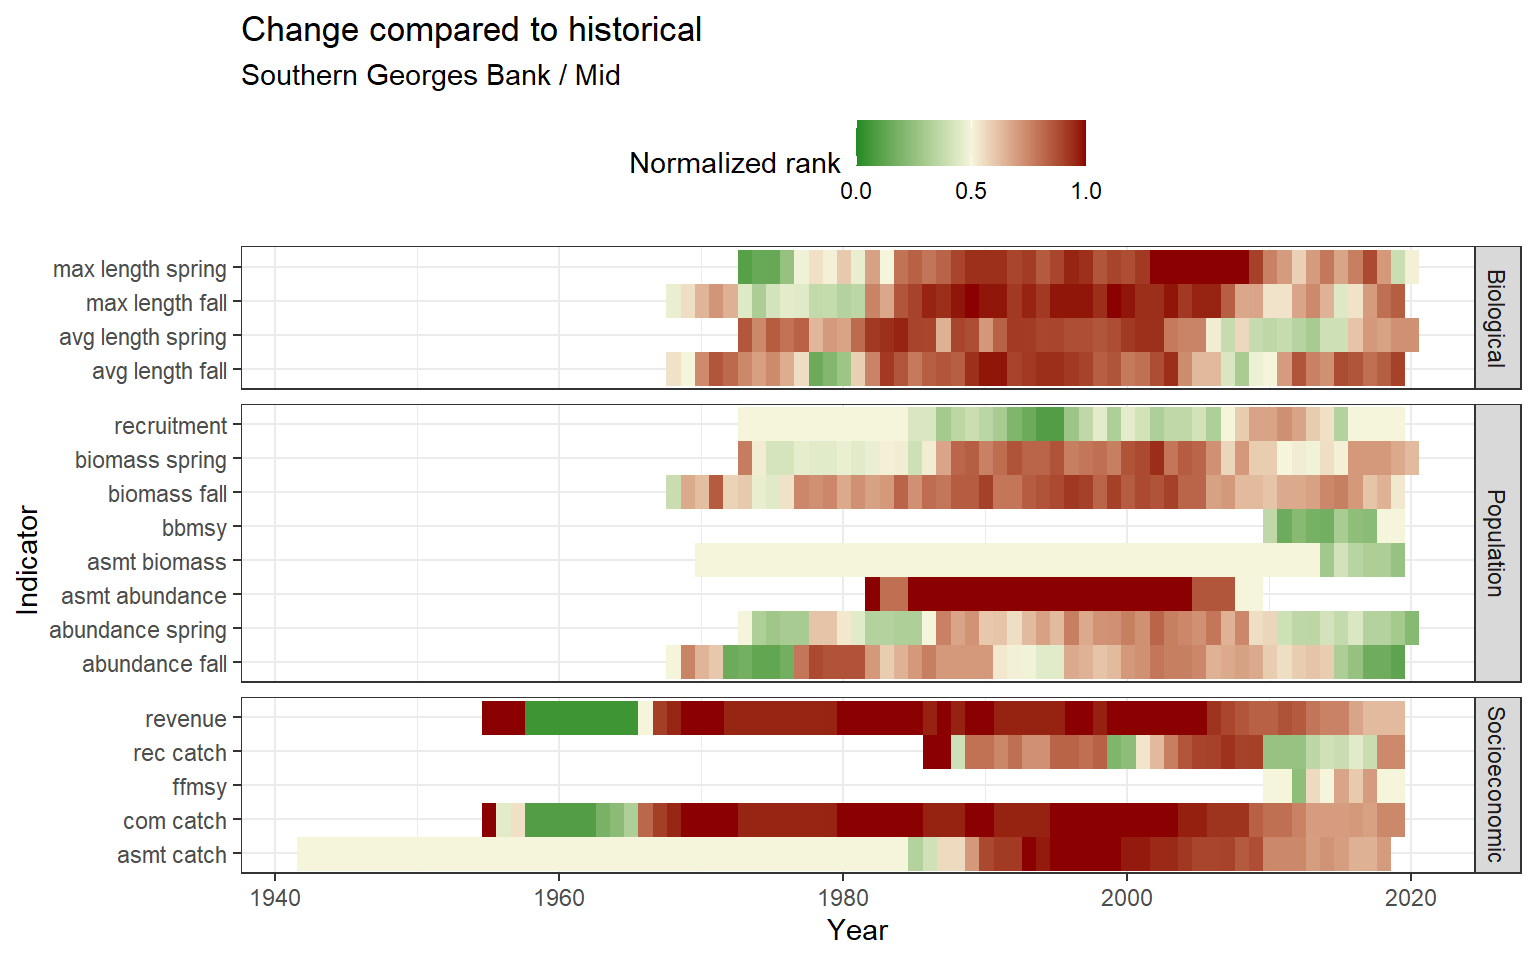 Change compared to historical
Southern Georges Bank / Mid
Normalized rank
0.0 0.5 1.0
Indicator
max length spring
max length fall
avg length spring
avg length fall
Biological
recruitment
biomass spring
biomass fall
bbmsy
asmt biomass
asmt abundance
abundance spring
abundance fall
Population
revenue
rec catch
ffmsy
com catch
asmt catch
Socioeconomic
1940 1960 1980 2000 2020
Year